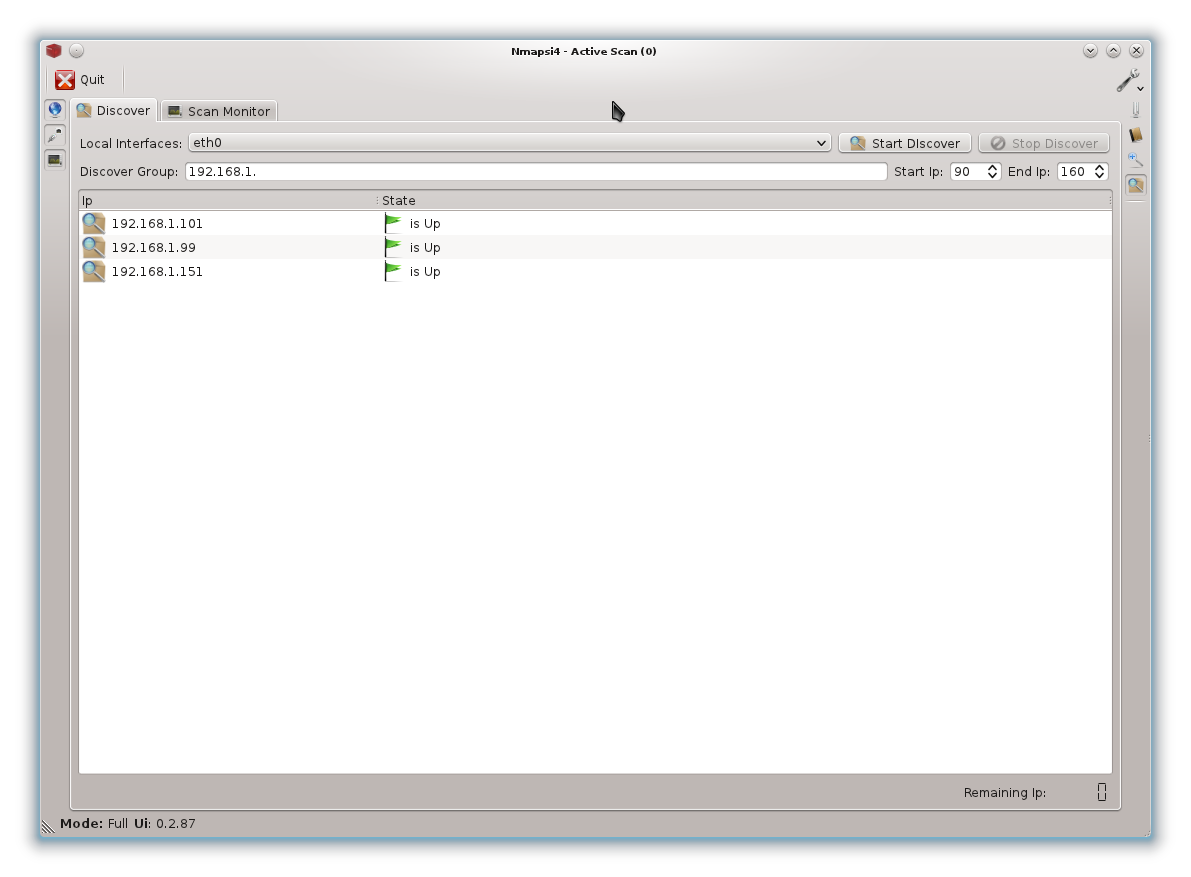 Nmapsi4 - Active Scan (0)
Quit
Discover Scan Monitor
Local Interfaces: eth0 Start DIscover Stop Discover
Discover Group: 192.168.1. Start Ip: 90 End Ip: 160
Ip State
192.168.1.101 is Up
192.168.1.99 is Up
192.168.1.151 is Up
Remaining Ip: 0
Mode: Full Ui: 0.2.87